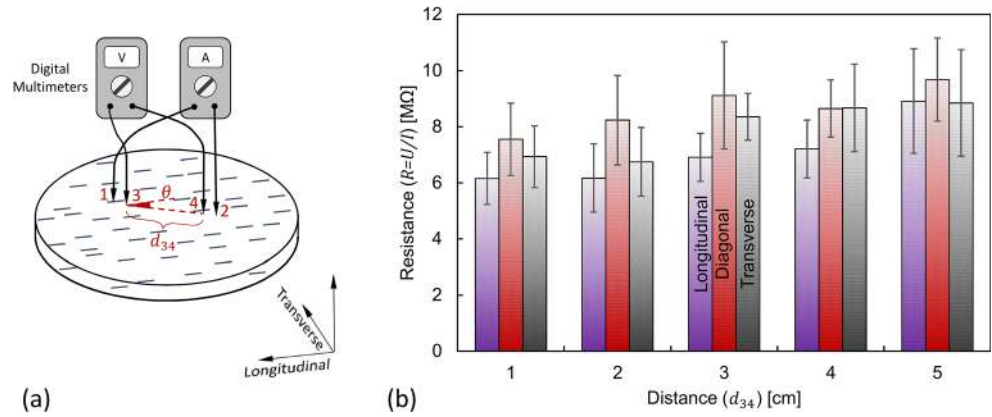 Digital
Multimeters
V
A
1
3
θ
4
2
d34
Transverse
Longitudinal
(a)
Resistance (R=U/I) [MΩ]
12
10
8
6
4
2
0
Longitudinal
Diagonal
Transverse
1
2
3
4
5
Distance (d34) [cm]
(b)